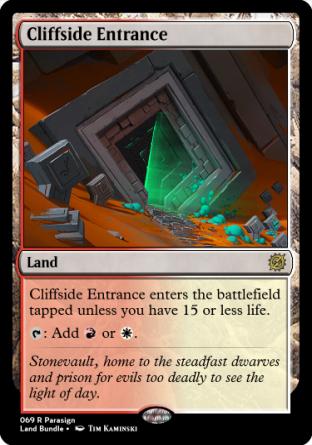 Cliffside Entrance
Land
Cliffside Entrance enters the battlefield
tapped unless you have 15 or less life.
: Add or .
Stonevault, home to the steadfast dwarves
and prison for evils too deadly to see the
light of day.
069 R Parasign
Land Bundle • Tim Kaminski